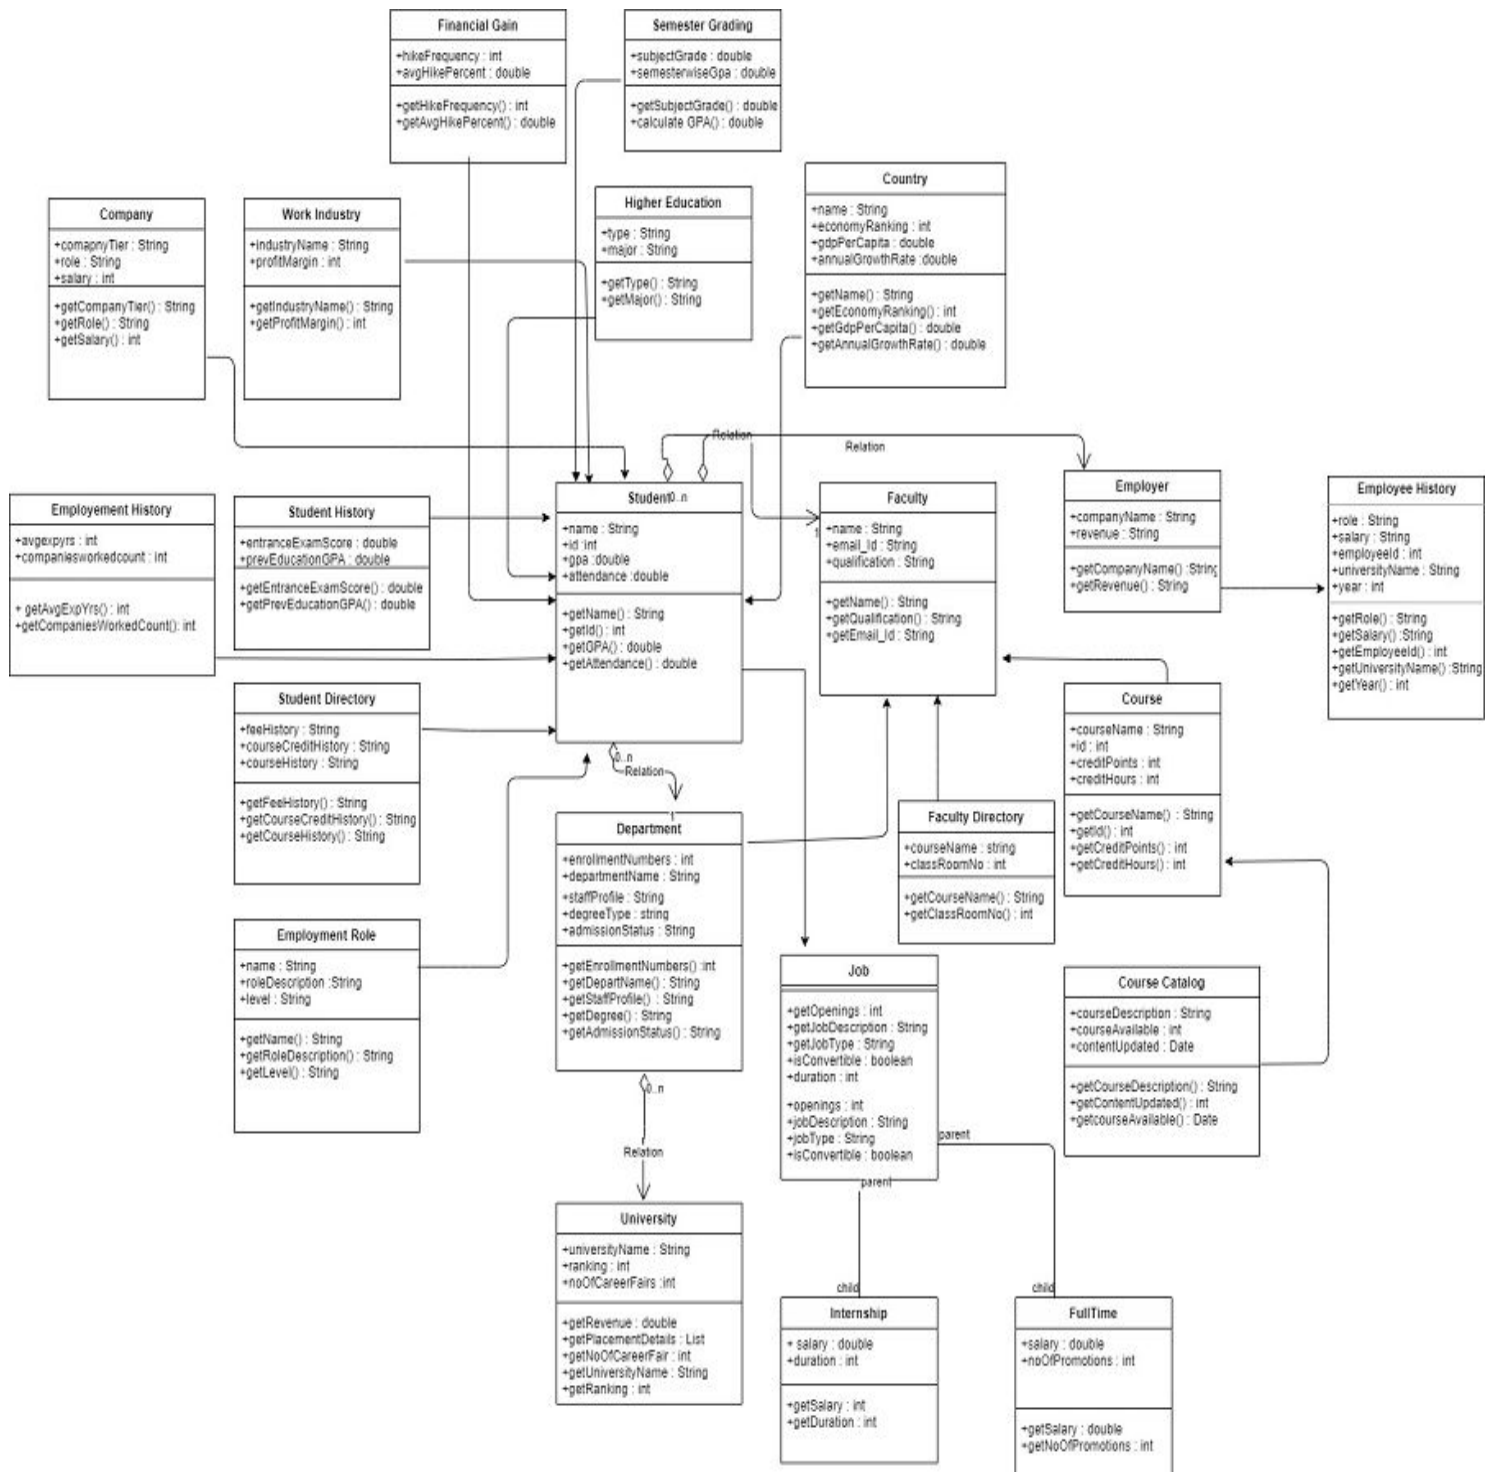 Financial Gain
+hikeFrequency : int
+avgHikePercent : double
+getHikeFrequency() : int
+getAvgHikePercent() : double
Semester Grading
+subjectGrade : double
+semesterwiseGpa : double
+getSubjectGrade() : double
+calculate GPA() : double
Company
+comapnyTier : String
+role : String
+salary : int
+getCompanyTier() : String
+getRole() : String
+getSalary() : int
Work Industry
+industryName : String
+profitMargin : int
+getIndustryName() : String
+getProfitMargin() : int
Higher Education
+type : String
+major : String
+getType() : String
+getMajor() : String
Country
+name : String
+economyRanking : int
+gdpPerCapita : double
+annualGrowthRate :double
+getName() : String
+getEconomyRanking() : int
+getGdpPerCapita() : double
+getAnnualGrowthRate() : double
Relation
Relation
Employement History
+avgexpyrs : int
+companiesworkedcount : int
+ getAvgExpYrs() : int
+getCompaniesWorkedCount(): int
Student History
+entranceExamScore : double
+prevEducationGPA : double
+getEntranceExamScore() : double
+getPrevEducationGPA() : double
Student
0..n
+name : String
+id :int
+gpa :double
+attendance :double
+getName() : String
+getId() : int
+getGPA() : double
+getAttendance() : double
1
Faculty
+name : String
+email_Id : String
+qualification : String
+getName() : String
+getQualification() : String
+getEmail_Id : String
Employer
+companyName : String
+revenue : String
+getCompanyName() :String
+getRevenue() : String
Employee History
+role : String
+salary : String
+employeeId : int
+universityName : String
+year : int
+getRole() : String
+getSalary() :String
+getEmployeeId() : int
+getUniversityName() :String
+getYear() : int
Student Directory
+feeHistory : String
+courseCreditHistory : String
+courseHistory : String
+getFeeHistory() : String
+getCourseCreditHistory() : String
+getCourseHistory() : String
0..n
Relation
1
Course
+courseName : String
+id : int
+creditPoints : int
+creditHours : int
+getCourseName() : String
+getId() : int
+getCreditPoints() : int
+getCreditHours() : int
Department
+enrollmentNumbers : int
+departmentName : String
+staffProfile : String
+degreeType : string
+admissionStatus : String
+getEnrollmentNumbers() :int
+getDepartName() : String
+getStaffProfile() : String
+getDegree() : String
+getAdmissionStatus() : String
Faculty Directory
+courseName : string
+classRoomNo : int
+getCourseName() : String
+getClassRoomNo() : int
Employment Role
+name : String
+roleDescription :String
+level : String
+getName() : String
+getRoleDescription() : String
+getLevel() : String
Job
+getOpenings : int
+getJobDescription : String
+getJobType : String
+isConvertible : boolean
+duration : int
+openings : int
+jobDescription : String
+jobType : String
+isConvertible : boolean
Course Catalog
+courseDescription : String
+courseAvailable : int
+contentUpdated : Date
+getCourseDescription() : String
+getContentUpdated() : int
+getcourseAvailable() : Date
0..n
Relation
parent
parent
University
+universityName : String
+ranking : int
+noOfCareerFairs :int
+getRevenue : double
+getPlacementDetails : List
+getNoOfCareerFair : int
+getUniversityName : String
+getRanking : int
child
child
Internship
+ salary : double
+duration : int
+getSalary : int
+getDuration : int
FullTime
+salary : double
+noOfPromotions : int
+getSalary : double
+getNoOfPromotions : int